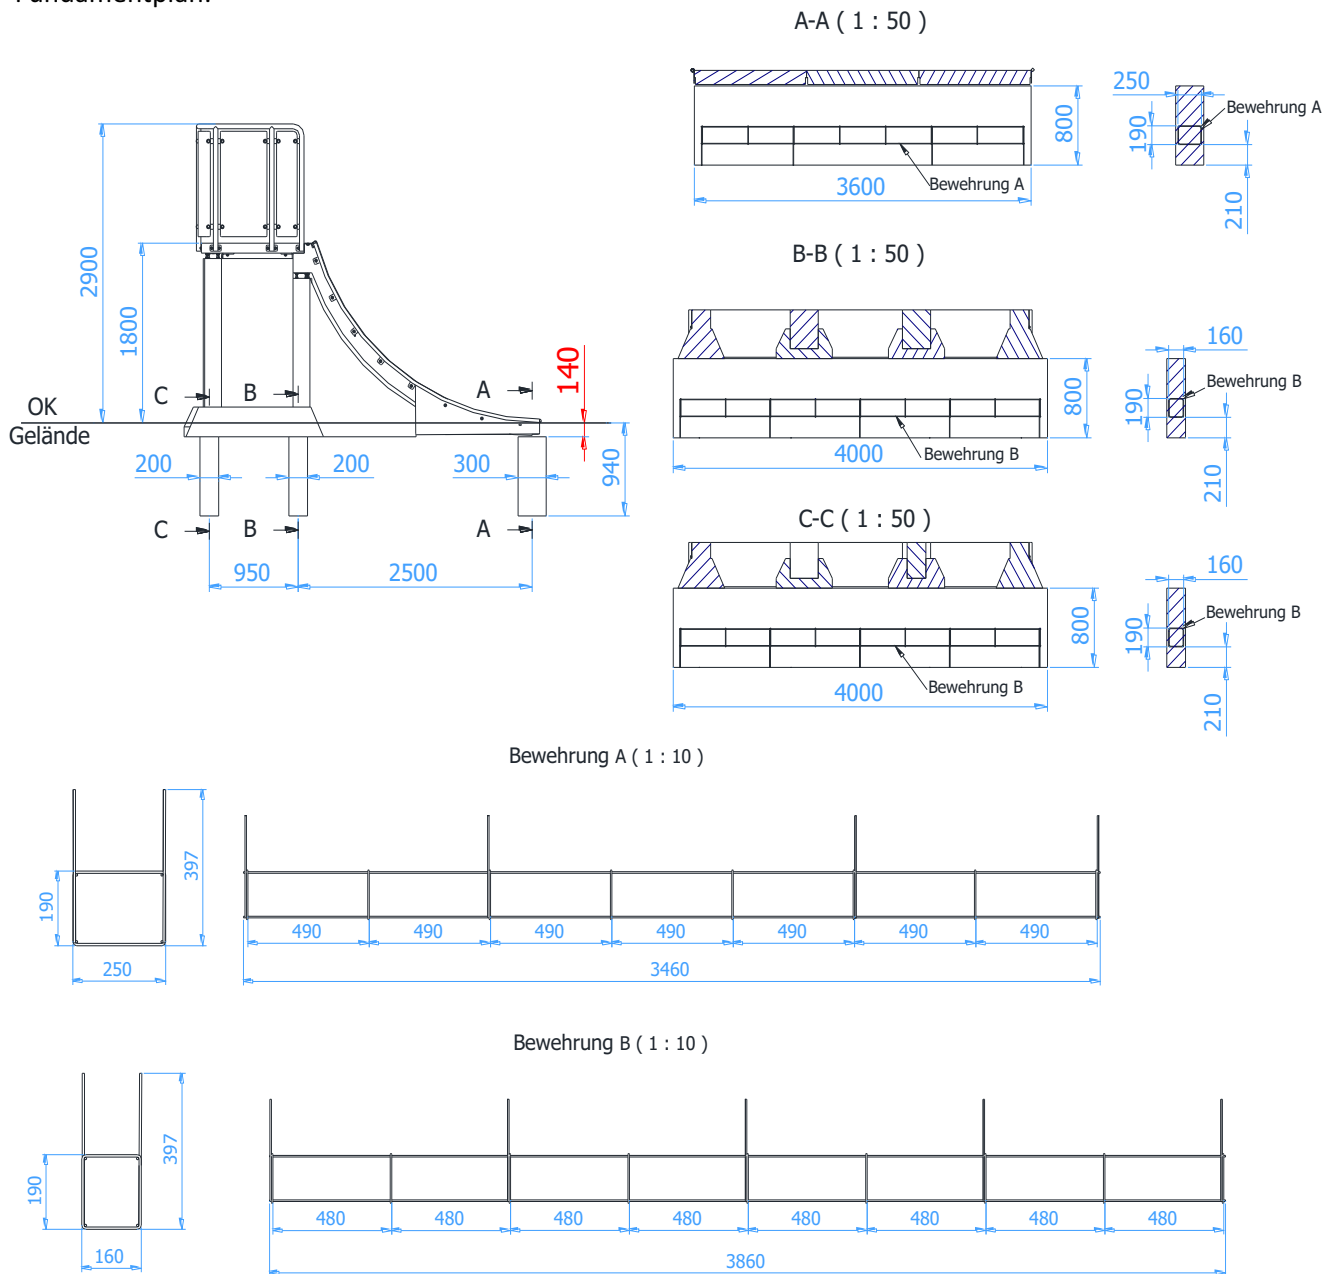 Fundamentplan:
A-A ( 1 : 50 )
250
Bewehrung A
800
190
Bewehrung A
3600
210
2900
1800
B-B ( 1 : 50 )
160
Bewehrung B
800
190
Bewehrung B
4000
210
140
C
B
A
OK
Gelände
200
200
300
940
C
B
A
950
2500
C-C ( 1 : 50 )
160
Bewehrung B
800
190
Bewehrung B
4000
210
Bewehrung A ( 1 : 10 )
397
190
250
490 490 490 490 490 490 490
3460
Bewehrung B ( 1 : 10 )
397
190
160
480 480 480 480 480 480 480 480
3860